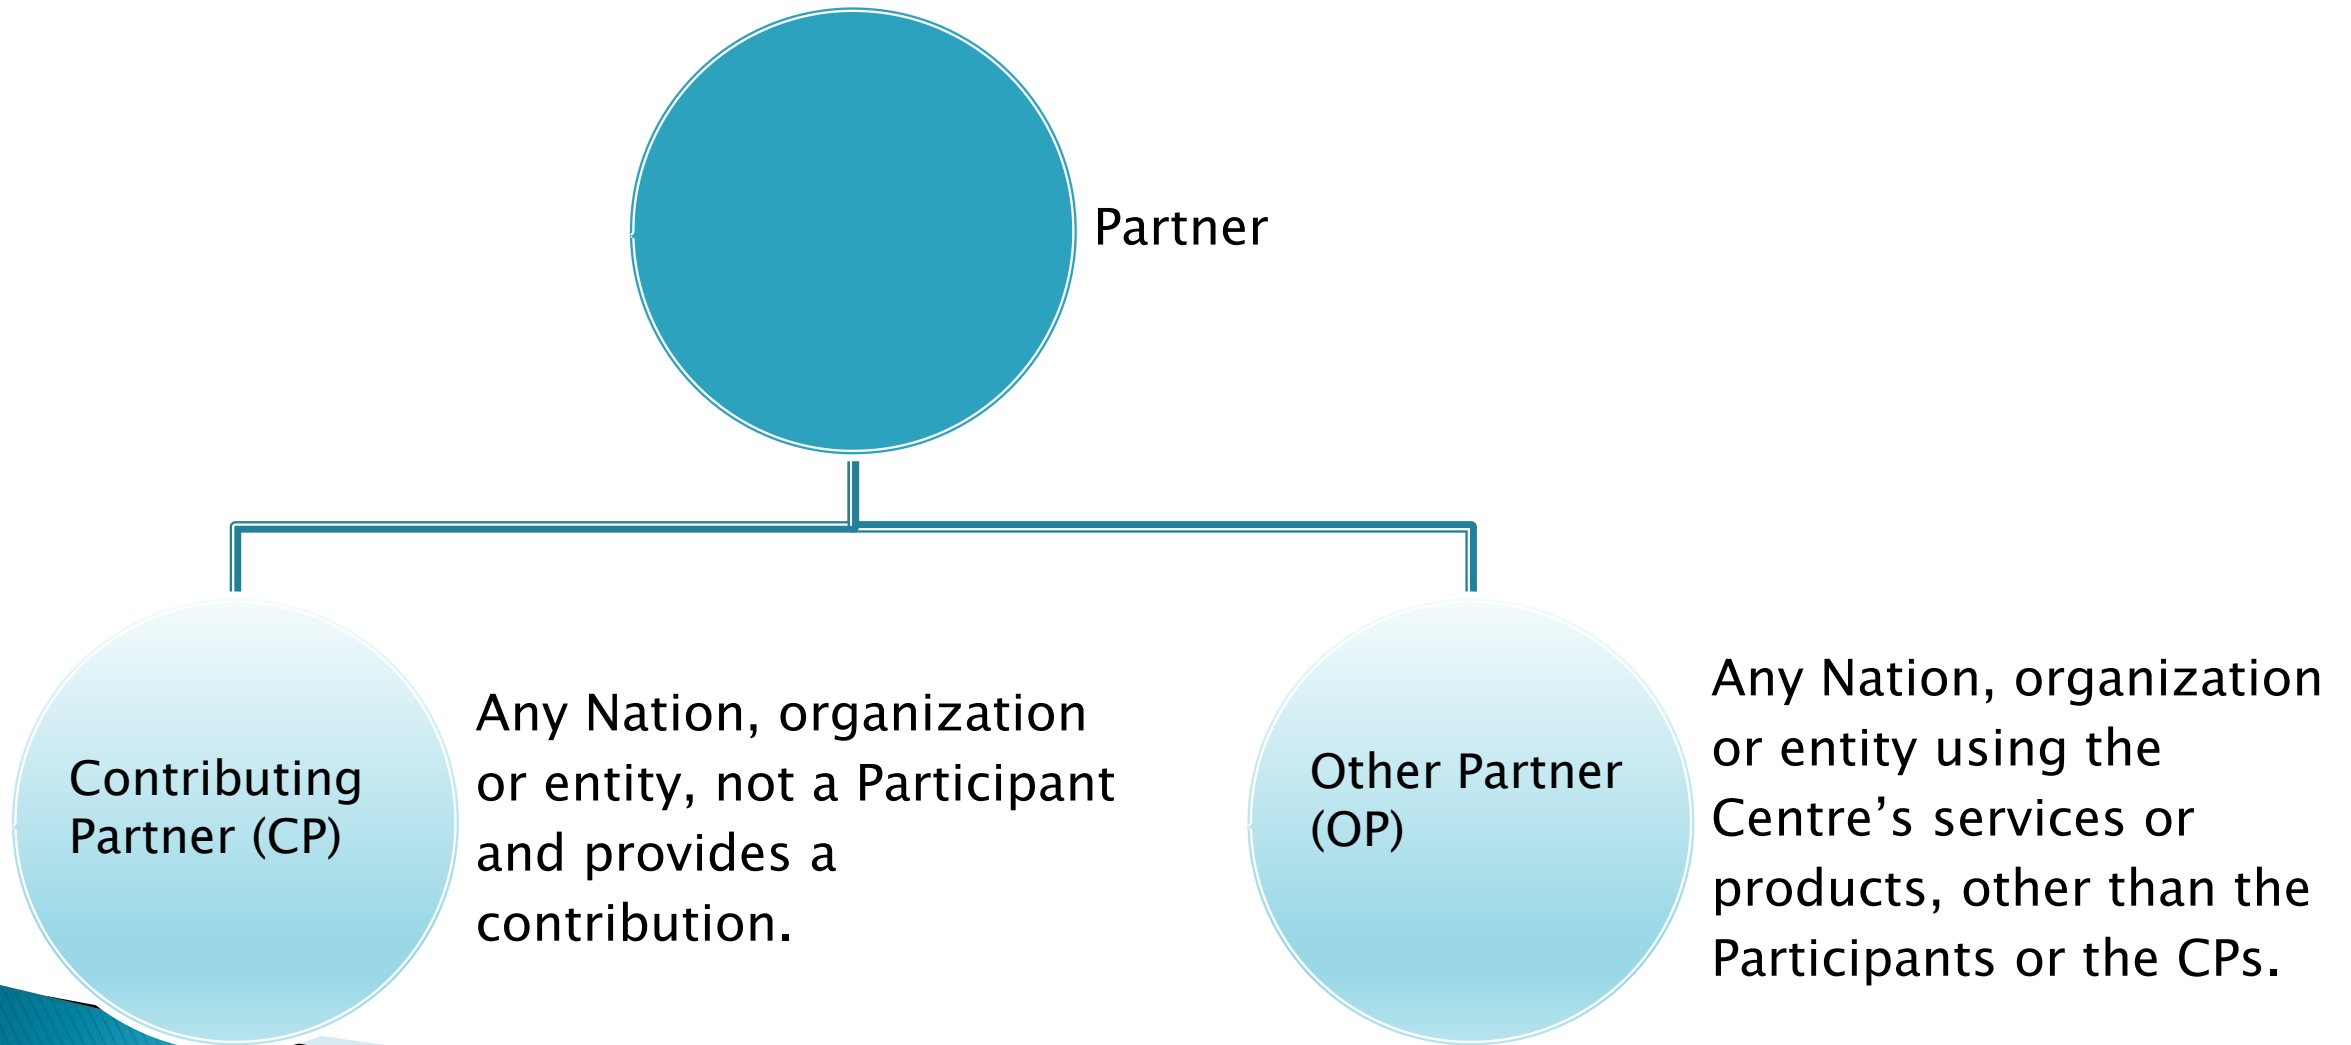 Partner
Contributing
Partner (CP)
Any Nation, organization
or entity, not a Participant
and provides a
contribution.
Other Partner
(OP)
Any Nation, organization
or entity using the
Centre’s services or
products, other than the
Participants or the CPs.